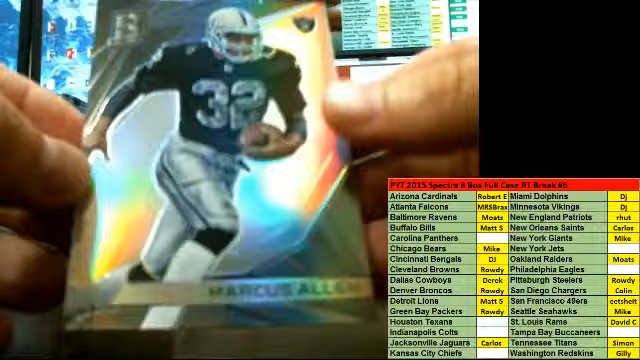 32
MARCUS ALLEN
PYT 2015 Spectra 8 Box Full Case RT Break #6
Arizona Cardinals Robert E Miami Dolphins Dj
Atlanta Falcons MRSBrax Minnesota Vikings Dj
Baltimore Ravens Moats New England Patriots rhut
Buffalo Bills Matt S New Orleans Saints Carlos
Carolina Panthers New York Giants Mike
Chicago Bears Mike New York Jets
Cincinnati Bengals DJ Oakland Raiders Moats
Cleveland Browns Rowdy Philadelphia Eagles
Dallas Cowboys Derek Pittsburgh Steelers Rowdy
Denver Broncos Rowdy San Diego Chargers Colin
Detroit Lions Matt S San Francisco 49ers eetsheit
Green Bay Packers Rowdy Seattle Seahawks Mike
Houston Texans St. Louis Rams David C
Indianapolis Colts Tampa Bay Buccaneers
Jacksonville Jaguars Carlos Tennessee Titans Simon
Kansas City Chiefs Washington Redskins Gilly